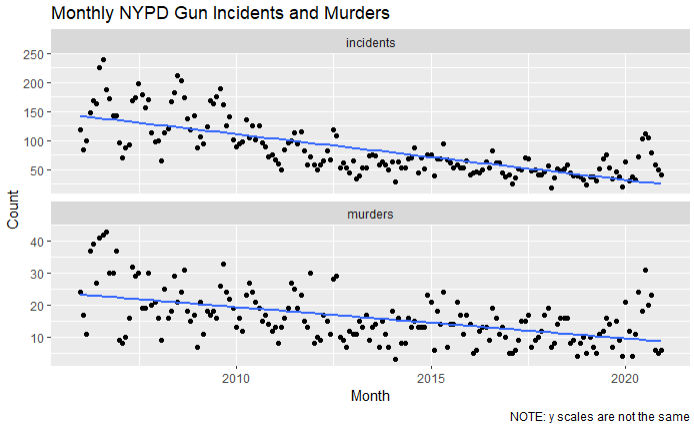 Monthly NYPD Gun Incidents and Murders
incidents
250
200
150
100
50
murders
40
30
20
10
Count
2010 2015 2020
Month
NOTE: y scales are not the same